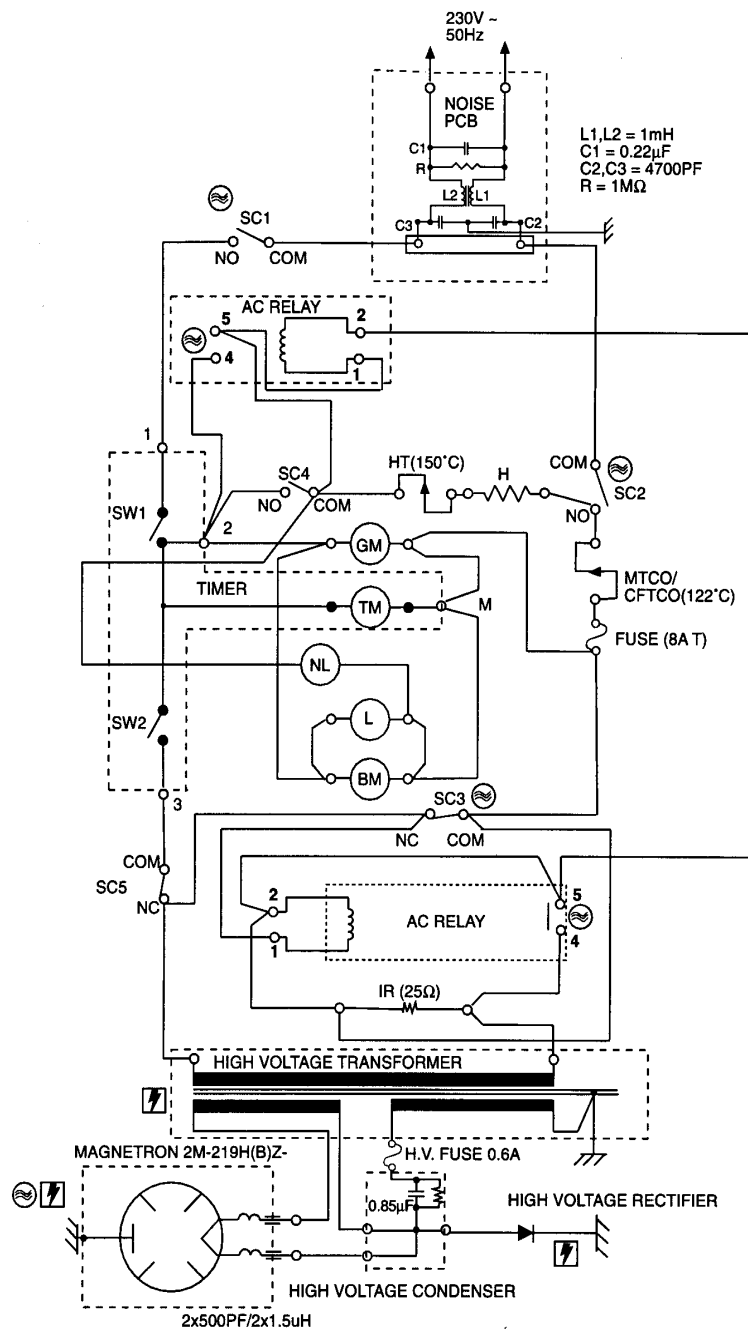 230V ~
50Hz
NOISE
PCB
L1,L2 = 1mH
C1 = 0.22µF
C2,C3 = 4700PF
R = 1MΩ
C1
R
L2 L1
C3 C2
SC1
NO COM
AC RELAY
5 2
4 1
1
COM
SC2
NO
HT(150°C) H
SC4
NO COM
SW1
2
GM
TIMER
TM M
MTCO/
CFTCO(122°C)
FUSE (8A T)
NL
L
SW2
BM
3
SC3
NC COM
COM
SC5
NC
2 5
AC RELAY
1 4
IR (25Ω)
HIGH VOLTAGE TRANSFORMER
H.V. FUSE 0.6A
MAGNETRON 2M-219H(B)Z-
0.85µF
HIGH VOLTAGE RECTIFIER
HIGH VOLTAGE CONDENSER
2x500PF/2x1.5uH